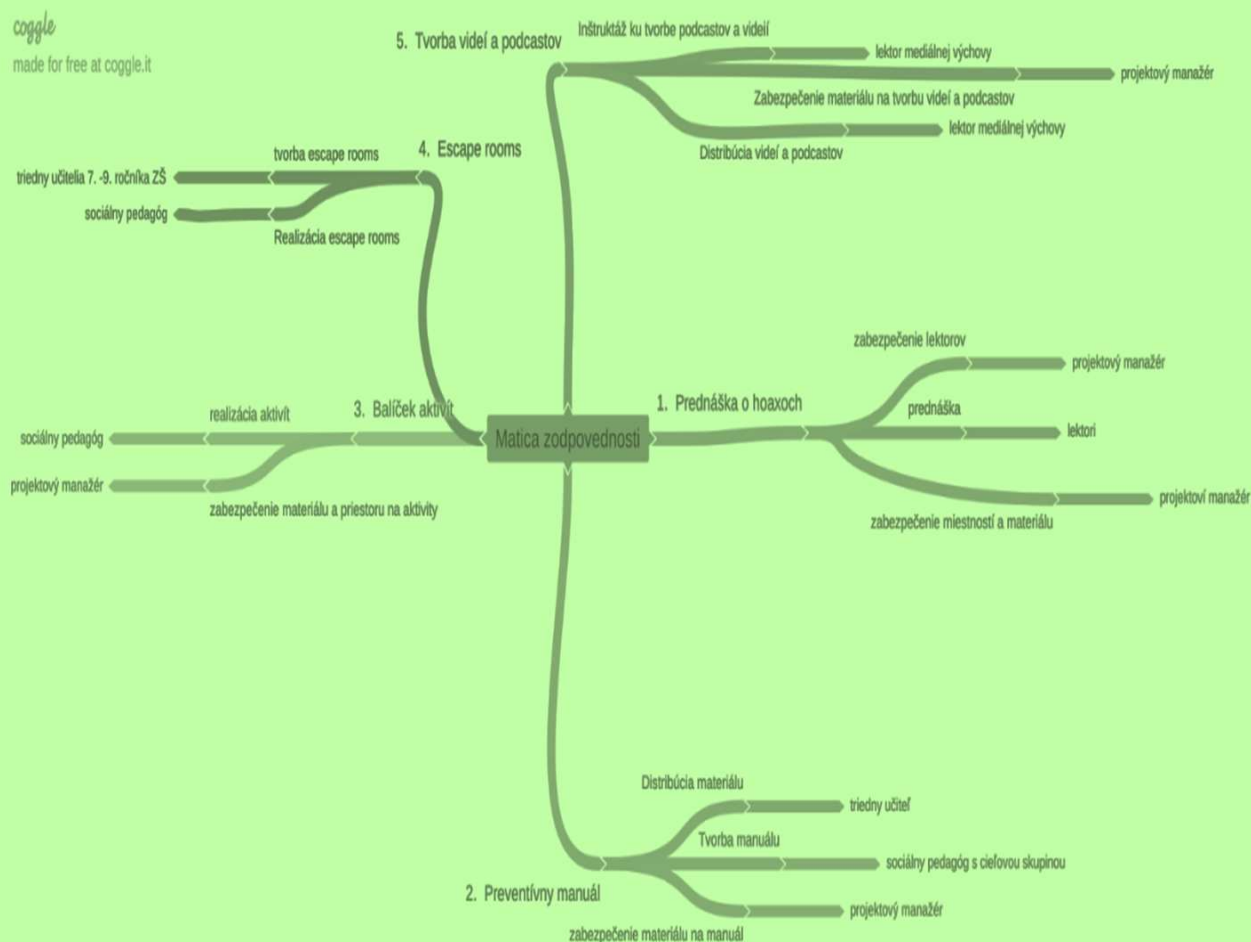 coggle
made for free at coggle.it
5. Tvorba videí a podcastov
Inštruktáž ku tvorbe podcastov a videií
lektor mediálnej výchovy
projektový manažér
Zabezpečenie materiálu na tvorbu videí a podcastov
lektor mediálnej výchovy
Distribúcia videí a podcastov
4. Escape rooms
tvorba escape rooms
triedny učitelia 7. -9. ročníka ZŠ
sociálny pedagóg
Realizácia escape rooms
3. Balíček aktivít
realizácia aktivít
sociálny pedagóg
projektový manažér
zabezpečenie materiálu a priestoru na aktivity
Matica zodpovednosti
1. Prednáška o hoaxoch
zabezpečenie lektorov
projektový manažér
prednáška
lektori
projektoví manažér
zabezpečenie miestností a materiálu
2. Preventívny manuál
Distribúcia materiálu
triedny učiteľ
Tvorba manuálu
sociálny pedagóg s cieľovou skupinou
projektový manažér
zabezpečenie materiálu na manuál